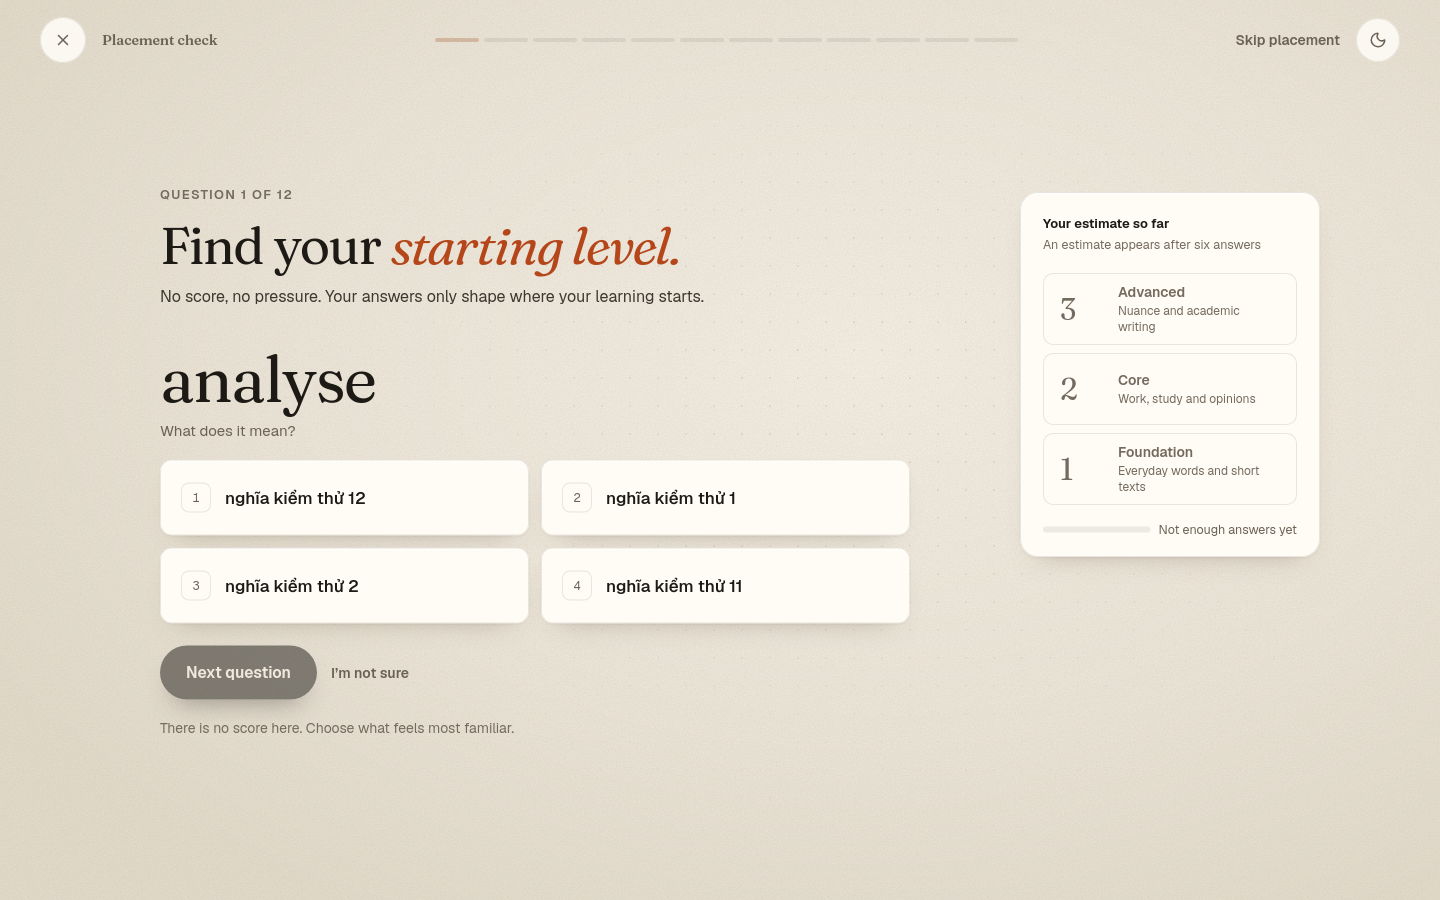 Placement check
Skip placement
QUESTION 1 OF 12
Find your starting level.
No score, no pressure. Your answers only shape where your learning starts.
analyse
What does it mean?
1 nghĩa kiểm thử 12
2 nghĩa kiểm thử 1
3 nghĩa kiểm thử 2
4 nghĩa kiểm thử 11
Next question
I'm not sure
There is no score here. Choose what feels most familiar.
Your estimate so far
An estimate appears after six answers
3
Advanced
Nuance and academic
writing
2
Core
Work, study and opinions
1
Foundation
Everyday words and short
texts
Not enough answers yet